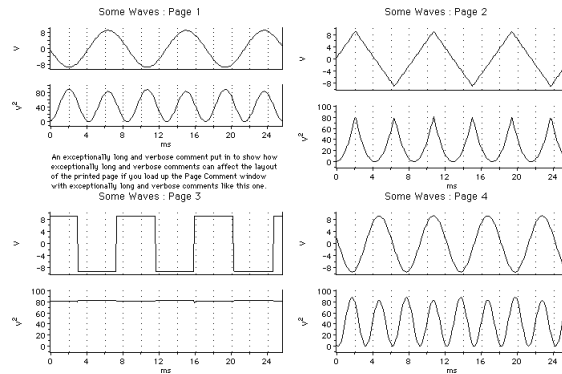 Some Waves : Page 1
8
4
0
-4
-8
V
80
40
0
V²
0 4 8 12 16 20 24
ms
An exceptionally long and verbose comment put in to show how
exceptionally long and verbose comments can affect the layout
of the printed page if you load up the Page Comment window
with exceptionally long and verbose comments like this one.
Some Waves : Page 2
8
4
0
-4
-8
V
100
80
60
40
20
0
V²
0 4 8 12 16 20 24
ms
Some Waves : Page 3
8
4
0
-4
-8
V
100
80
60
40
20
0
V²
0 4 8 12 16 20 24
ms
Some Waves : Page 4
8
4
0
-4
-8
V
100
80
60
40
20
0
V²
0 4 8 12 16 20 24
ms